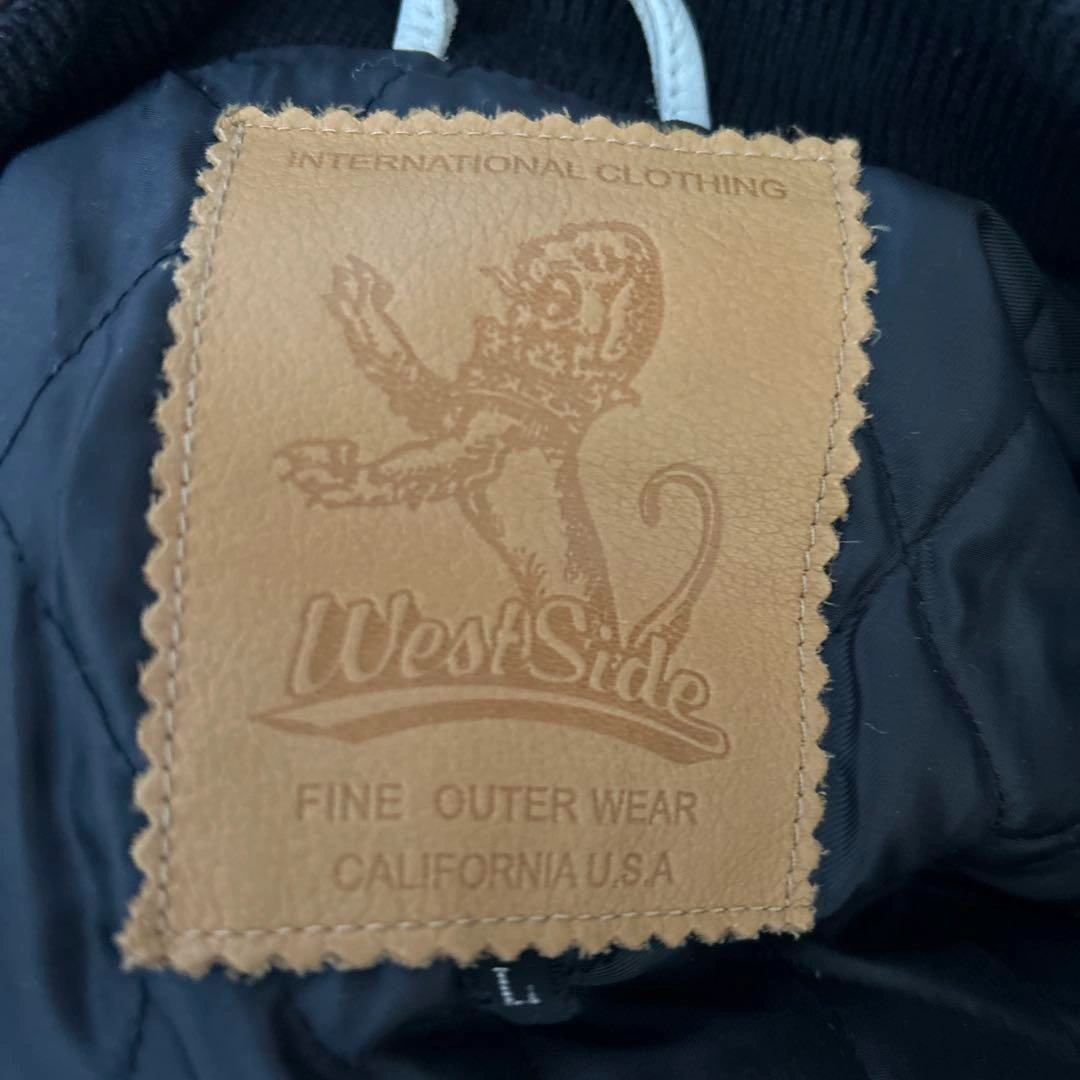 INTERNATIONAL CLOTHING
WestSide
FINE OUTER WEAR
CALIFORNIA U.S.A
L